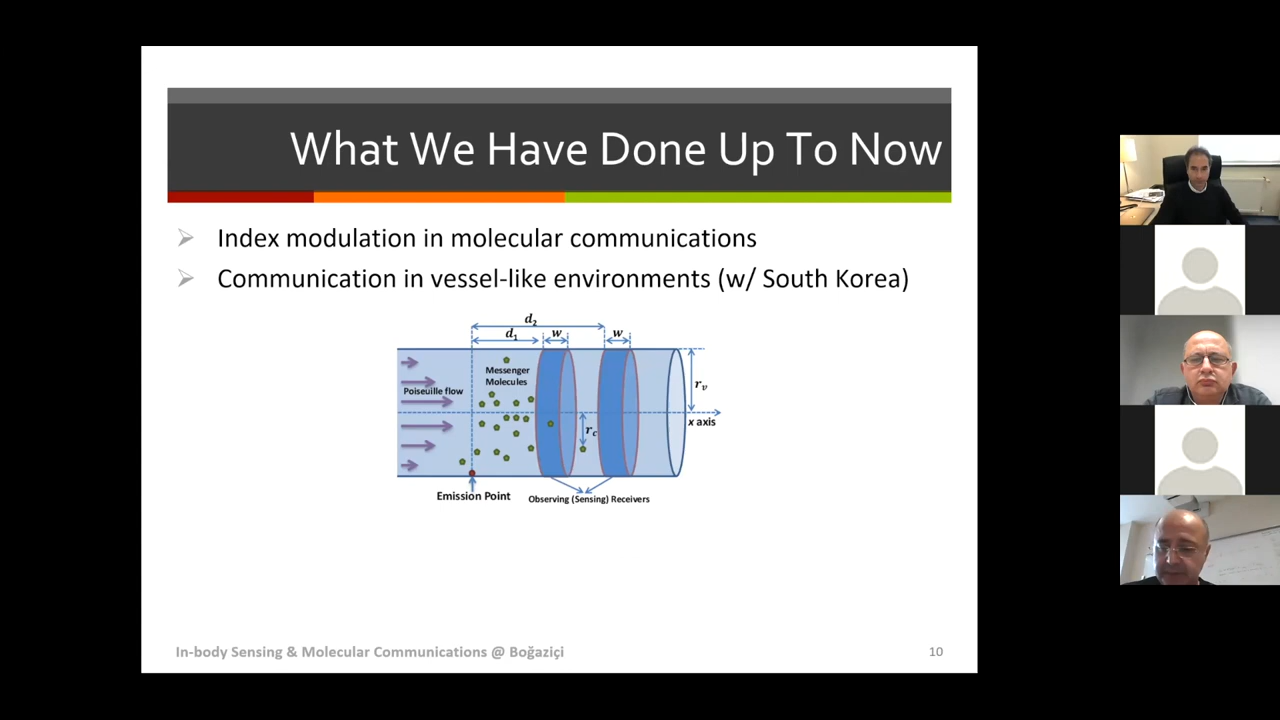 What We Have Done Up To Now
Index modulation in molecular communications
Communication in vessel-like environments (w/ South Korea)
d₂
d₁
w
w
Messenger
Molecules
Poiseuille flow
r_v
r_c
x axis
Emission Point
Observing (Sensing) Receivers
In-body Sensing & Molecular Communications @ Boğaziçi
10